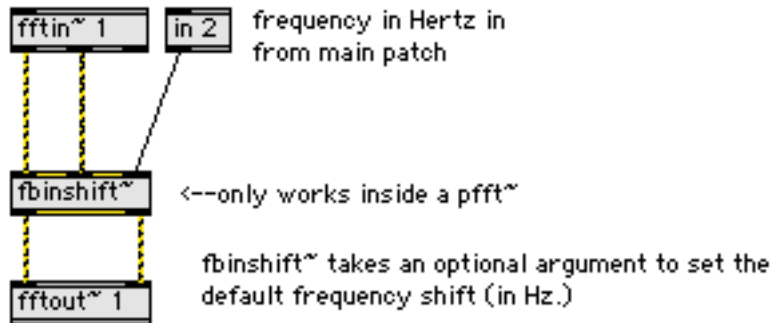 fftin~ 1
in 2
frequency in Hertz in
from main patch
fbinshift~
<--only works inside a pfft~
fbinshift~ takes an optional argument to set the
default frequency shift (in Hz.)
fftout~ 1